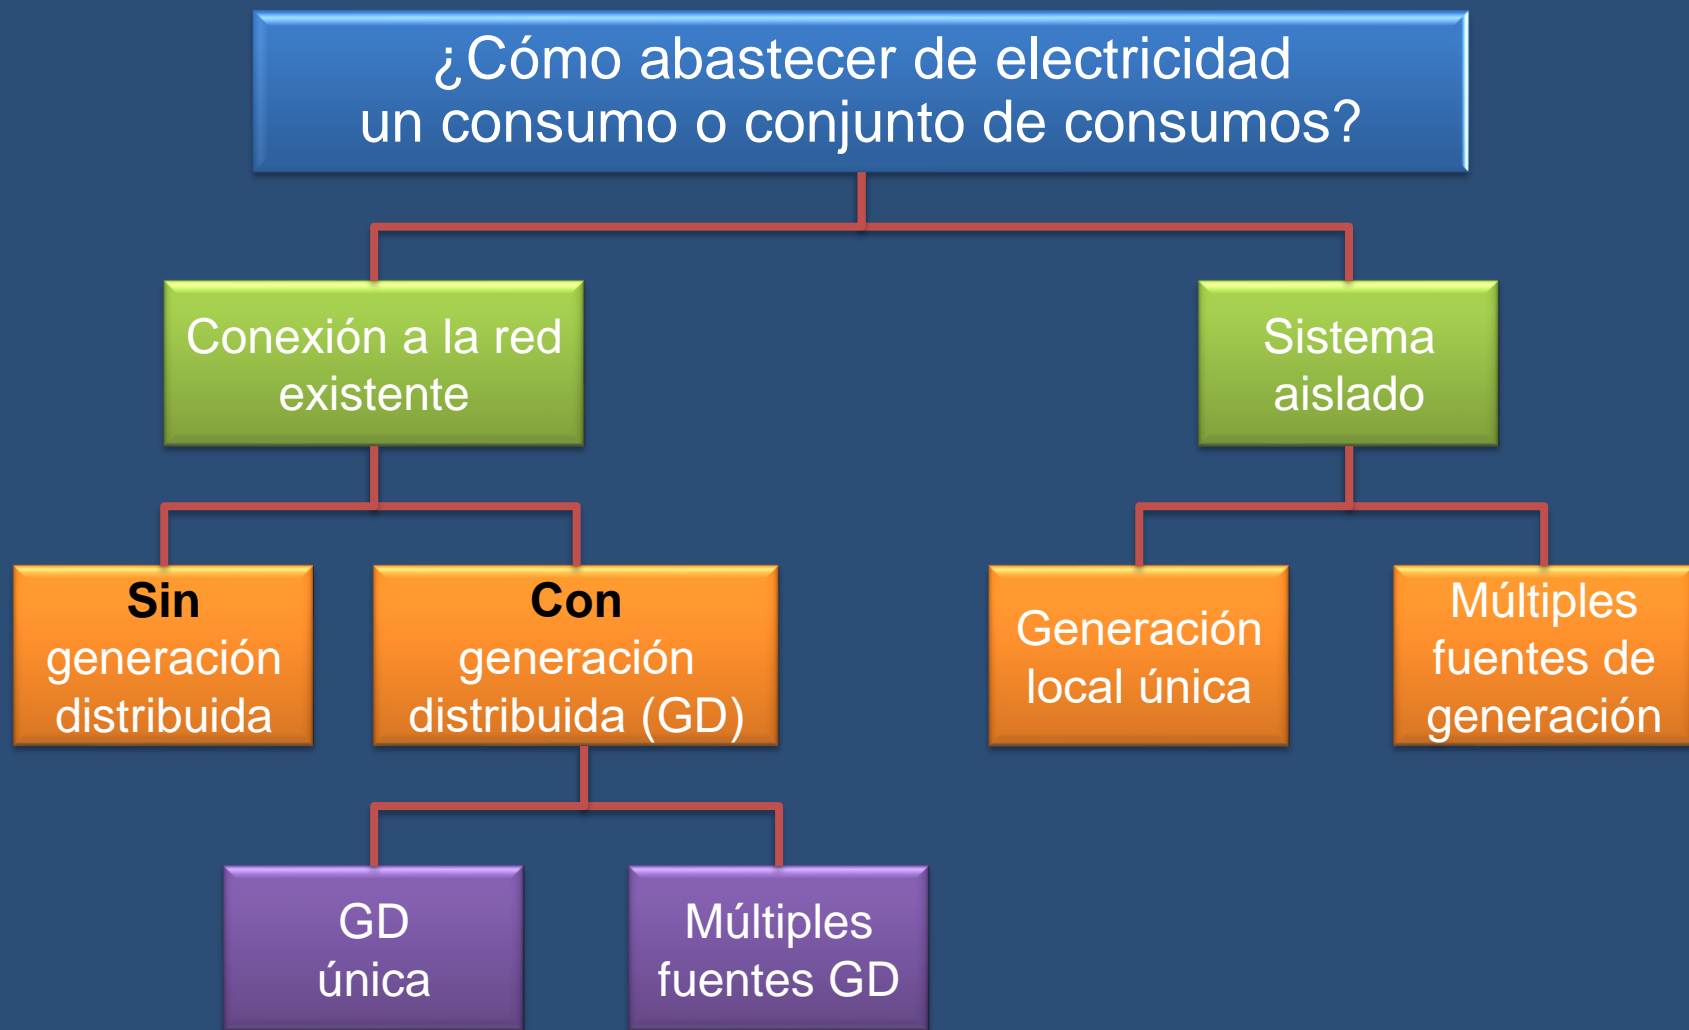 ¿Cómo abastecer de electricidad
un consumo o conjunto de consumos?
Conexión a la red
existente
Sistema
aislado
Sin
generación
distribuida
Con
generación
distribuida (GD)
Generación
local única
Múltiples
fuentes de
generación
GD
única
Múltiples
fuentes GD